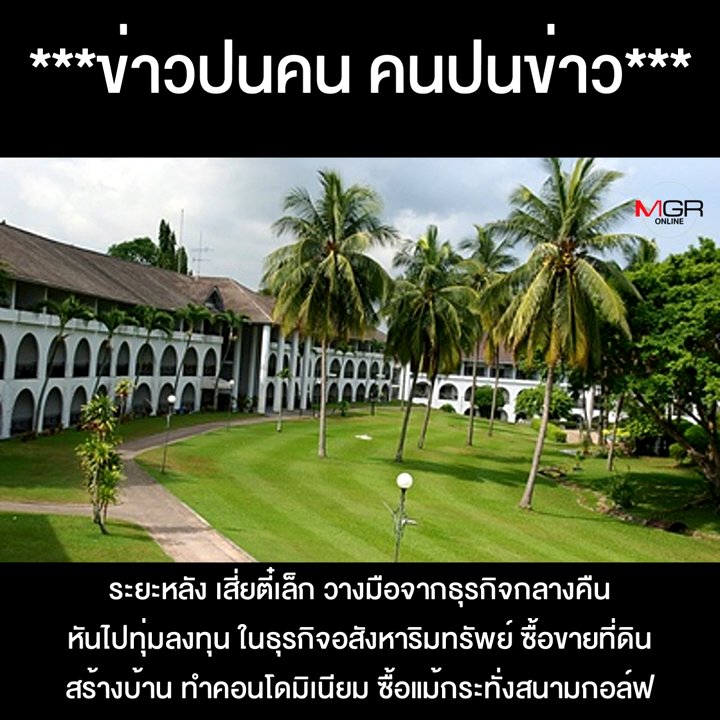 ***ข่าวปนคน คนปนข่าว***
MGR
ONLINE
ระยะหลัง เสี่ยตี๋เล็ก วางมือจากธุรกิจกลางคืน
หันไปทุ่มลงทุน ในธุรกิจอสังหาริมทรัพย์ ซื้อขายที่ดิน
สร้างบ้าน ทำคอนโดมิเนียม ซื้อแม้กระทั่งสนามกอล์ฟ